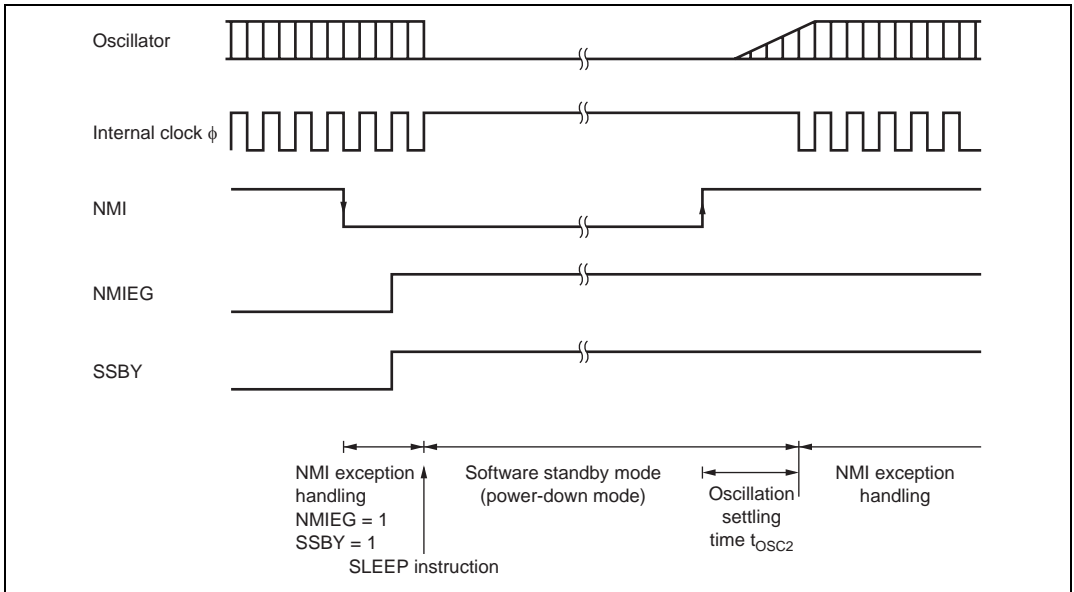 Oscillator
Internal clock ϕ
NMI
NMIEG
SSBY
NMI exception
handling
NMIEG = 1
SSBY = 1
SLEEP instruction
Software standby mode
(power-down mode)
Oscillation
settling
time tOSC2
NMI exception
handling